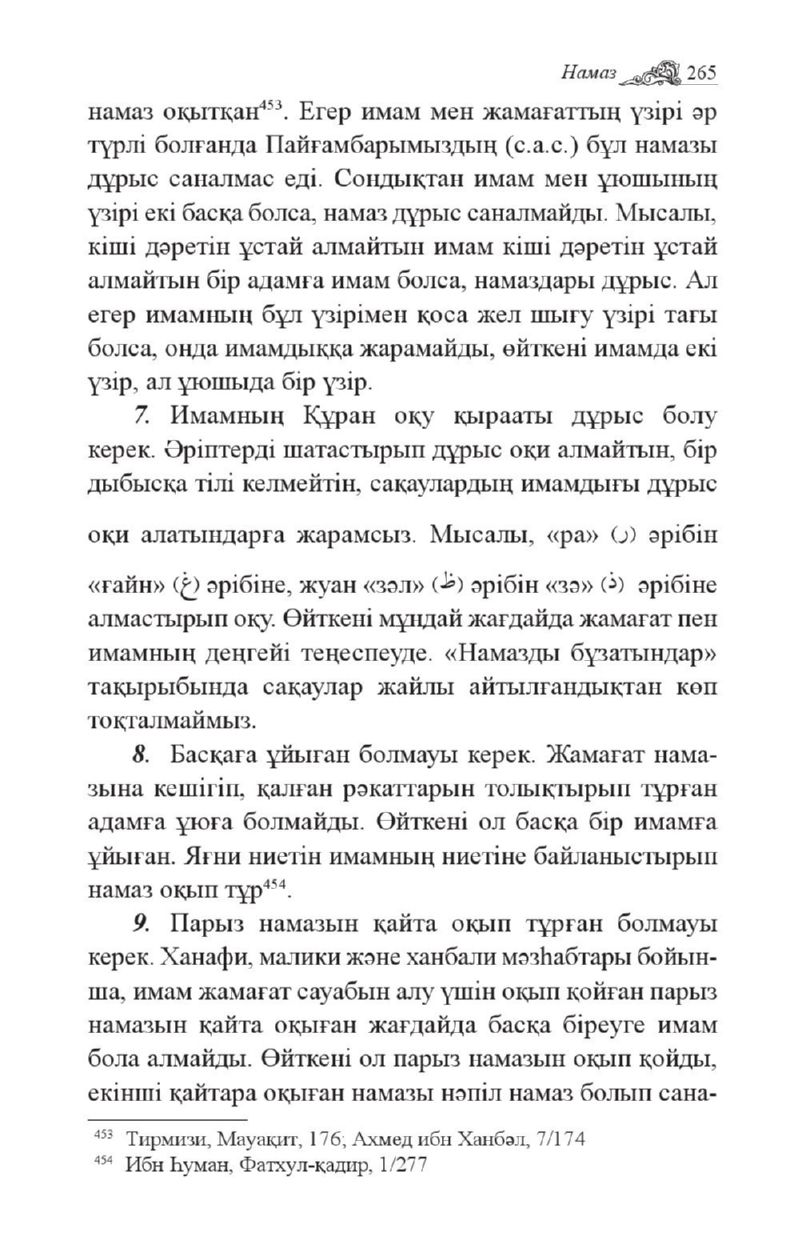 Намаз 265
намаз оқытқан⁴⁵³. Егер имам мен жамағаттың үзірі әр
түрлі болғанда Пайғамбарымыздың (с.а.с.) бұл намазы
дұрыс саналмас еді. Сондықтан имам мен ұюшының
үзірі екі басқа болса, намаз дұрыс саналмайды. Мысалы,
кіші дәретін ұстай алмайтын имам кіші дәретін ұстай
алмайтын бір адамға имам болса, намаздары дұрыс. Ал
егер имамның бұл үзірімен қоса жел шығу үзірі тағы
болса, онда имамдыққа жарамайды, өйткені имамда екі
үзір, ал ұюшыда бір үзір.
7. Имамның Құран оқу қырааты дұрыс болу
керек. Әріптерді шатастырып дұрыс оқи алмайтын, бір
дыбысқа тілі келмейтін, сақаулардың имамдығы дұрыс
оқи алатындарға жарамсыз. Мысалы, «ра» (ر) әрібін
«ғайн» (غ) әрібіне, жуан «зәл» (ظ) әрібін «зә» (ذ) әрібіне
алмастырып оқу. Өйткені мұндай жағдайда жамағат пен
имамның деңгейі теңеспеуде. «Намазды бұзатындар»
тақырыбында сақаулар жайлы айтылғандықтан көп
тоқталмаймыз.
8. Басқаға ұйыған болмауы керек. Жамағат нама-
зына кешігіп, қалған рәкаттарын толықтырып тұрған
адамға ұюға болмайды. Өйткені ол басқа бір имамға
ұйыған. Яғни ниетін имамның ниетіне байланыстырып
намаз оқып тұр⁴⁵⁴.
9. Парыз намазын қайта оқып тұрған болмауы
керек. Ханафи, малики және ханбали мәзһабтары бойын-
ша, имам жамағат сауабын алу үшін оқып қойған парыз
намазын қайта оқыған жағдайда басқа біреуге имам
бола алмайды. Өйткені ол парыз намазын оқып қойды,
екінші қайтара оқыған намазы нәпіл намаз болып сана-
⁴⁵³ Тирмизи, Мауақит, 176; Ахмед ибн Ханбәл, 7/174
⁴⁵⁴ Ибн Һуман, Фатхул-қадир, 1/277